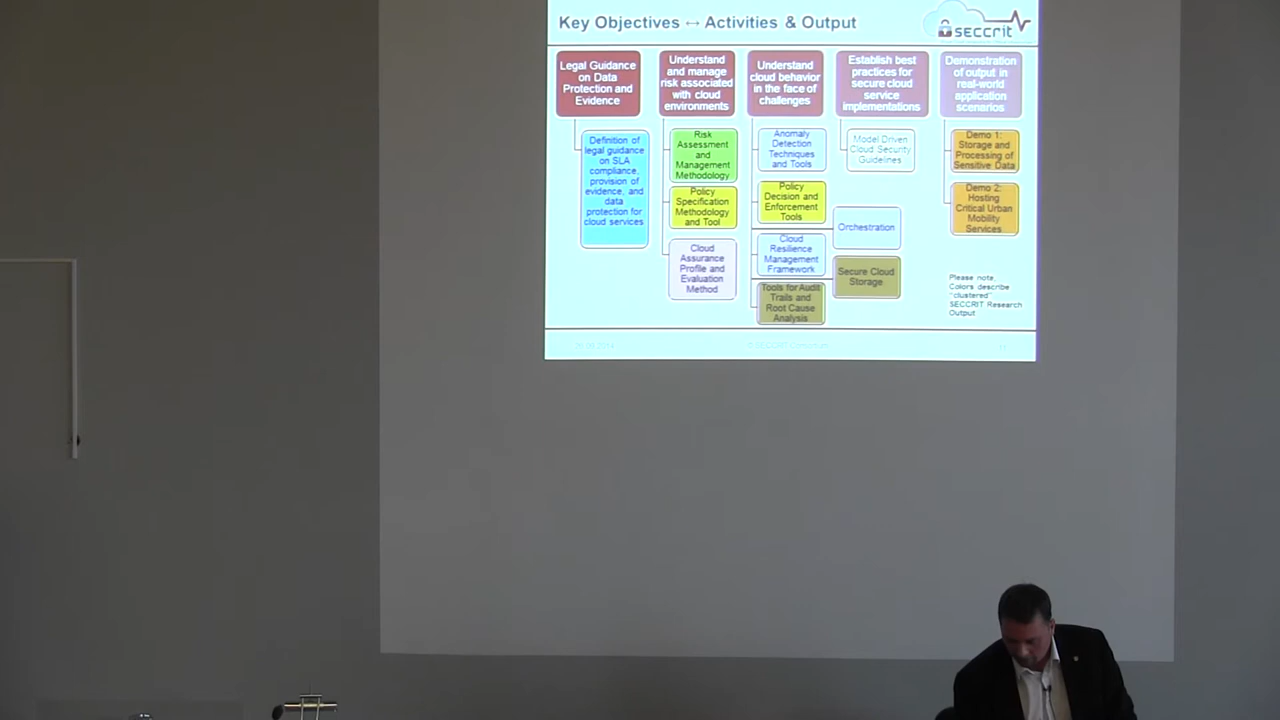 Key Objectives ↔ Activities & Output
seccrit
Legal Guidance
on Data
Protection and
Evidence
Definition of
legal guidance
on SLA
compliance,
provision of
evidence, and
data
protection for
cloud services
Understand
and manage
risk associated
with cloud
environments
Risk
Assessment
and
Management
Methodology
Policy
Specification
Methodology
and Tool
Cloud
Assurance
Profile and
Evaluation
Method
Understand
cloud behavior
in the face of
challenges
Anomaly
Detection
Techniques
and Tools
Policy
Decision and
Enforcement
Tools
Cloud
Resilience
Management
Framework
Tools for Audit
Trails and
Root Cause
Analysis
Orchestration
Secure Cloud
Storage
Establish best
practices for
secure cloud
service
implementations
Model Driven
Cloud Security
Guidelines
Demonstration
of output in
real-world
application
scenarios
Demo 1:
Storage and
Processing of
Sensitive Data
Demo 2:
Hosting
Critical Urban
Mobility
Services
Please note,
Colors describe
"clustered"
SECCRIT Research
Output
© SECCRIT Consortium